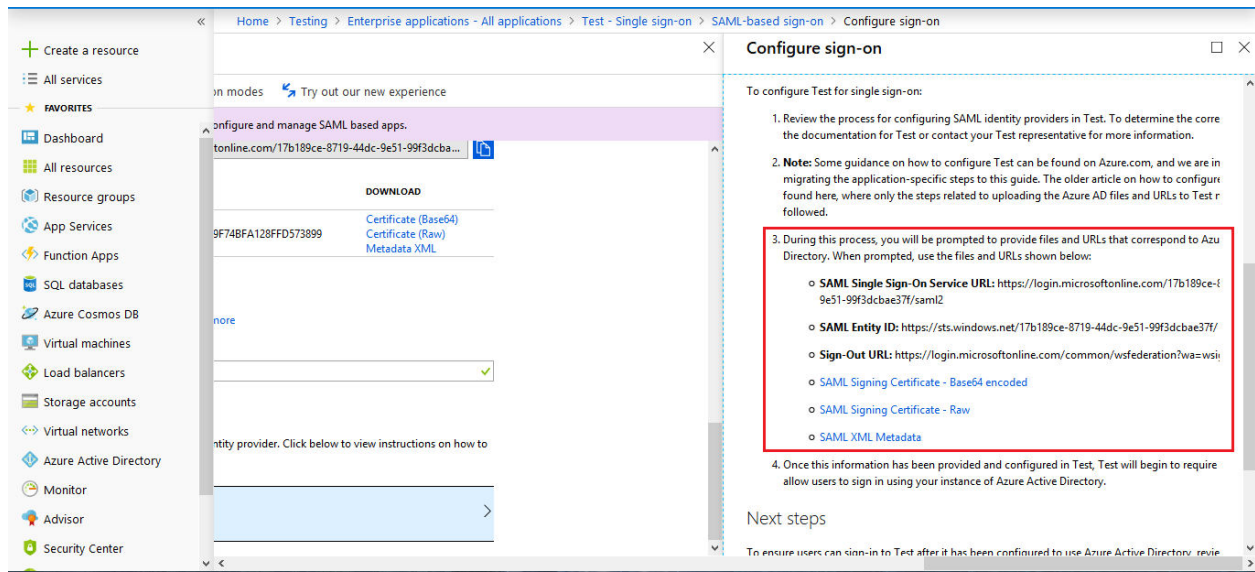 Home > Testing > Enterprise applications - All applications > Test - Single sign-on > SAML-based sign-on > Configure sign-on
Create a resource
All services
FAVORITES
Dashboard
All resources
Resource groups
App Services
Function Apps
SQL databases
Azure Cosmos DB
Virtual machines
Load balancers
Storage accounts
Virtual networks
Azure Active Directory
Monitor
Advisor
Security Center
on modes Try out our new experience
onfigure and manage SAML based apps.
tonline.com/17b189ce-8719-44dc-9e51-99f3dcba...
DOWNLOAD
Certificate (Base64)
9F74BFA128FFD573899 Certificate (Raw)
Metadata XML
more
ntity provider. Click below to view instructions on how to
Configure sign-on
To configure Test for single sign-on:
1. Review the process for configuring SAML identity providers in Test. To determine the corre
the documentation for Test or contact your Test representative for more information.
2. Note: Some guidance on how to configure Test can be found on Azure.com, and we are in
migrating the application-specific steps to this guide. The older article on how to configure
found here, where only the steps related to uploading the Azure AD files and URLs to Test r
followed.
3. During this process, you will be prompted to provide files and URLs that correspond to Azu
Directory. When prompted, use the files and URLs shown below:
SAML Single Sign-On Service URL: https://login.microsoftonline.com/17b189ce-8
9e51-99f3dcbae37f/saml2
SAML Entity ID: https://sts.windows.net/17b189ce-8719-44dc-9e51-99f3dcbae37f/
Sign-Out URL: https://login.microsoftonline.com/common/wsfederation?wa=wsig
SAML Signing Certificate - Base64 encoded
SAML Signing Certificate - Raw
SAML XML Metadata
4. Once this information has been provided and configured in Test, Test will begin to require
allow users to sign in using your instance of Azure Active Directory.
Next steps
To ensure users can sign-in to Test after it has been configured to use Azure Active Directory, revie